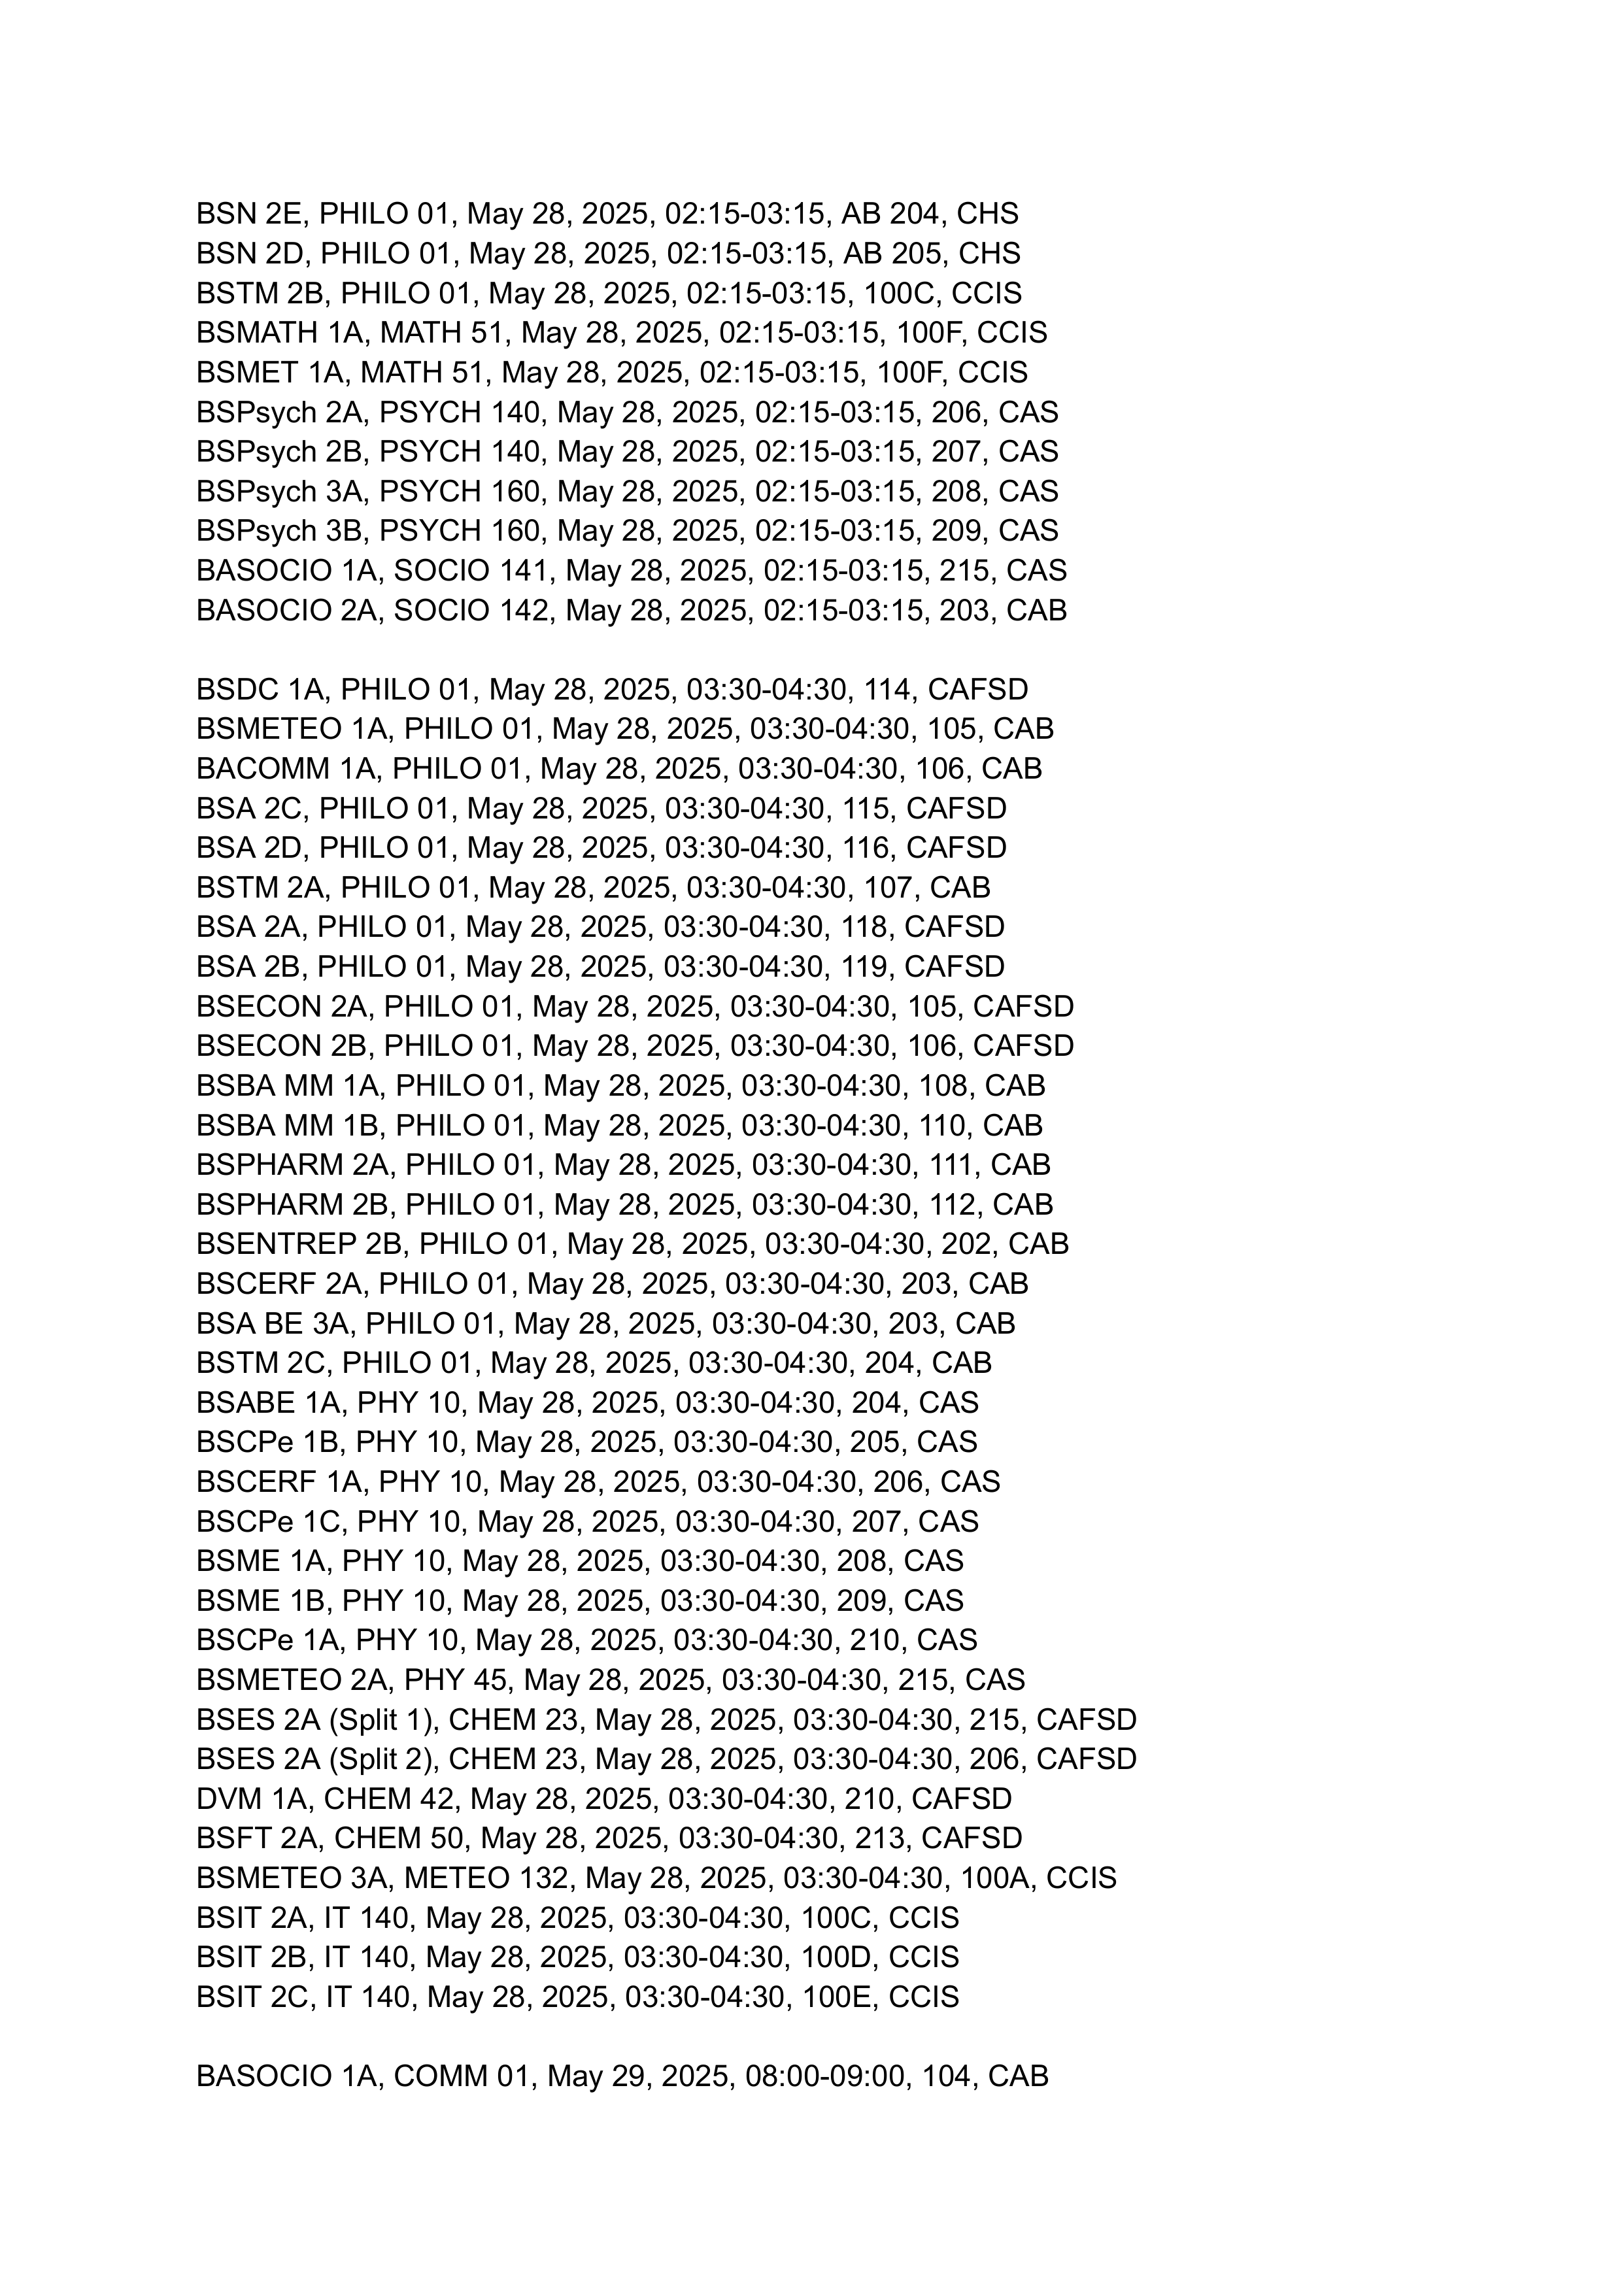 BSN 2E, PHILO 01, May 28, 2025, 02:15-03:15, AB 204, CHS
BSN 2D, PHILO 01, May 28, 2025, 02:15-03:15, AB 205, CHS
BSTM 2B, PHILO 01, May 28, 2025, 02:15-03:15, 100C, CCIS
BSMATH 1A, MATH 51, May 28, 2025, 02:15-03:15, 100F, CCIS
BSMET 1A, MATH 51, May 28, 2025, 02:15-03:15, 100F, CCIS
BSPsych 2A, PSYCH 140, May 28, 2025, 02:15-03:15, 206, CAS
BSPsych 2B, PSYCH 140, May 28, 2025, 02:15-03:15, 207, CAS
BSPsych 3A, PSYCH 160, May 28, 2025, 02:15-03:15, 208, CAS
BSPsych 3B, PSYCH 160, May 28, 2025, 02:15-03:15, 209, CAS
BASOCIO 1A, SOCIO 141, May 28, 2025, 02:15-03:15, 215, CAS
BASOCIO 2A, SOCIO 142, May 28, 2025, 02:15-03:15, 203, CAB
BSDC 1A, PHILO 01, May 28, 2025, 03:30-04:30, 114, CAFSD
BSMETEO 1A, PHILO 01, May 28, 2025, 03:30-04:30, 105, CAB
BACOMM 1A, PHILO 01, May 28, 2025, 03:30-04:30, 106, CAB
BSA 2C, PHILO 01, May 28, 2025, 03:30-04:30, 115, CAFSD
BSA 2D, PHILO 01, May 28, 2025, 03:30-04:30, 116, CAFSD
BSTM 2A, PHILO 01, May 28, 2025, 03:30-04:30, 107, CAB
BSA 2A, PHILO 01, May 28, 2025, 03:30-04:30, 118, CAFSD
BSA 2B, PHILO 01, May 28, 2025, 03:30-04:30, 119, CAFSD
BSECON 2A, PHILO 01, May 28, 2025, 03:30-04:30, 105, CAFSD
BSECON 2B, PHILO 01, May 28, 2025, 03:30-04:30, 106, CAFSD
BSBA MM 1A, PHILO 01, May 28, 2025, 03:30-04:30, 108, CAB
BSBA MM 1B, PHILO 01, May 28, 2025, 03:30-04:30, 110, CAB
BSPHARM 2A, PHILO 01, May 28, 2025, 03:30-04:30, 111, CAB
BSPHARM 2B, PHILO 01, May 28, 2025, 03:30-04:30, 112, CAB
BSENTREP 2B, PHILO 01, May 28, 2025, 03:30-04:30, 202, CAB
BSCERF 2A, PHILO 01, May 28, 2025, 03:30-04:30, 203, CAB
BSA BE 3A, PHILO 01, May 28, 2025, 03:30-04:30, 203, CAB
BSTM 2C, PHILO 01, May 28, 2025, 03:30-04:30, 204, CAB
BSABE 1A, PHY 10, May 28, 2025, 03:30-04:30, 204, CAS
BSCPe 1B, PHY 10, May 28, 2025, 03:30-04:30, 205, CAS
BSCERF 1A, PHY 10, May 28, 2025, 03:30-04:30, 206, CAS
BSCPe 1C, PHY 10, May 28, 2025, 03:30-04:30, 207, CAS
BSME 1A, PHY 10, May 28, 2025, 03:30-04:30, 208, CAS
BSME 1B, PHY 10, May 28, 2025, 03:30-04:30, 209, CAS
BSCPe 1A, PHY 10, May 28, 2025, 03:30-04:30, 210, CAS
BSMETEO 2A, PHY 45, May 28, 2025, 03:30-04:30, 215, CAS
BSES 2A (Split 1), CHEM 23, May 28, 2025, 03:30-04:30, 215, CAFSD
BSES 2A (Split 2), CHEM 23, May 28, 2025, 03:30-04:30, 206, CAFSD
DVM 1A, CHEM 42, May 28, 2025, 03:30-04:30, 210, CAFSD
BSFT 2A, CHEM 50, May 28, 2025, 03:30-04:30, 213, CAFSD
BSMETEO 3A, METEO 132, May 28, 2025, 03:30-04:30, 100A, CCIS
BSIT 2A, IT 140, May 28, 2025, 03:30-04:30, 100C, CCIS
BSIT 2B, IT 140, May 28, 2025, 03:30-04:30, 100D, CCIS
BSIT 2C, IT 140, May 28, 2025, 03:30-04:30, 100E, CCIS
BASOCIO 1A, COMM 01, May 29, 2025, 08:00-09:00, 104, CAB